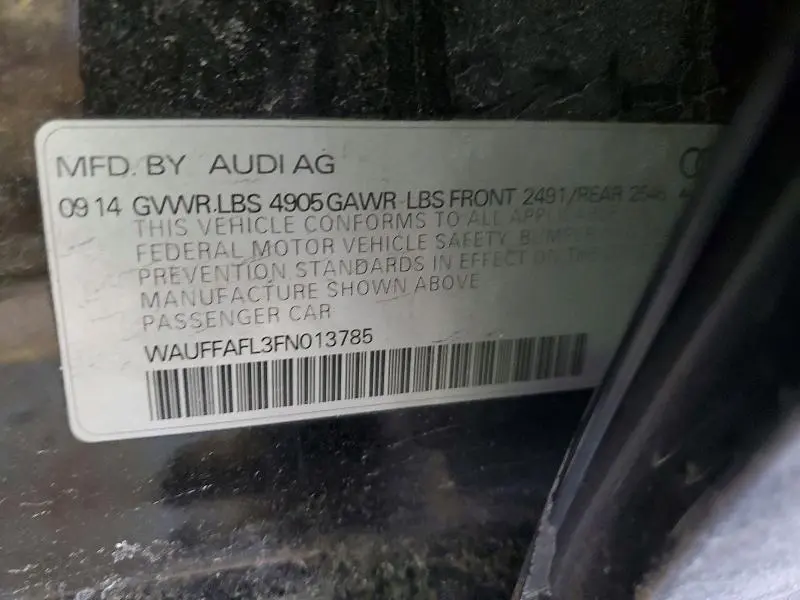 MFD. BY AUDI AG
09 14 GVWR.LBS 4905 GAWR-LBS FRONT 2491/REAR
THIS VEHICLE CONFORMS TO ALL
FEDERAL MOTOR VEHICLE SAFETY, BUMPER
PREVENTION STANDARDS IN EFFECT ON
MANUFACTURE SHOWN ABOVE
PASSENGER CAR
WAUFFAFL3FN013785